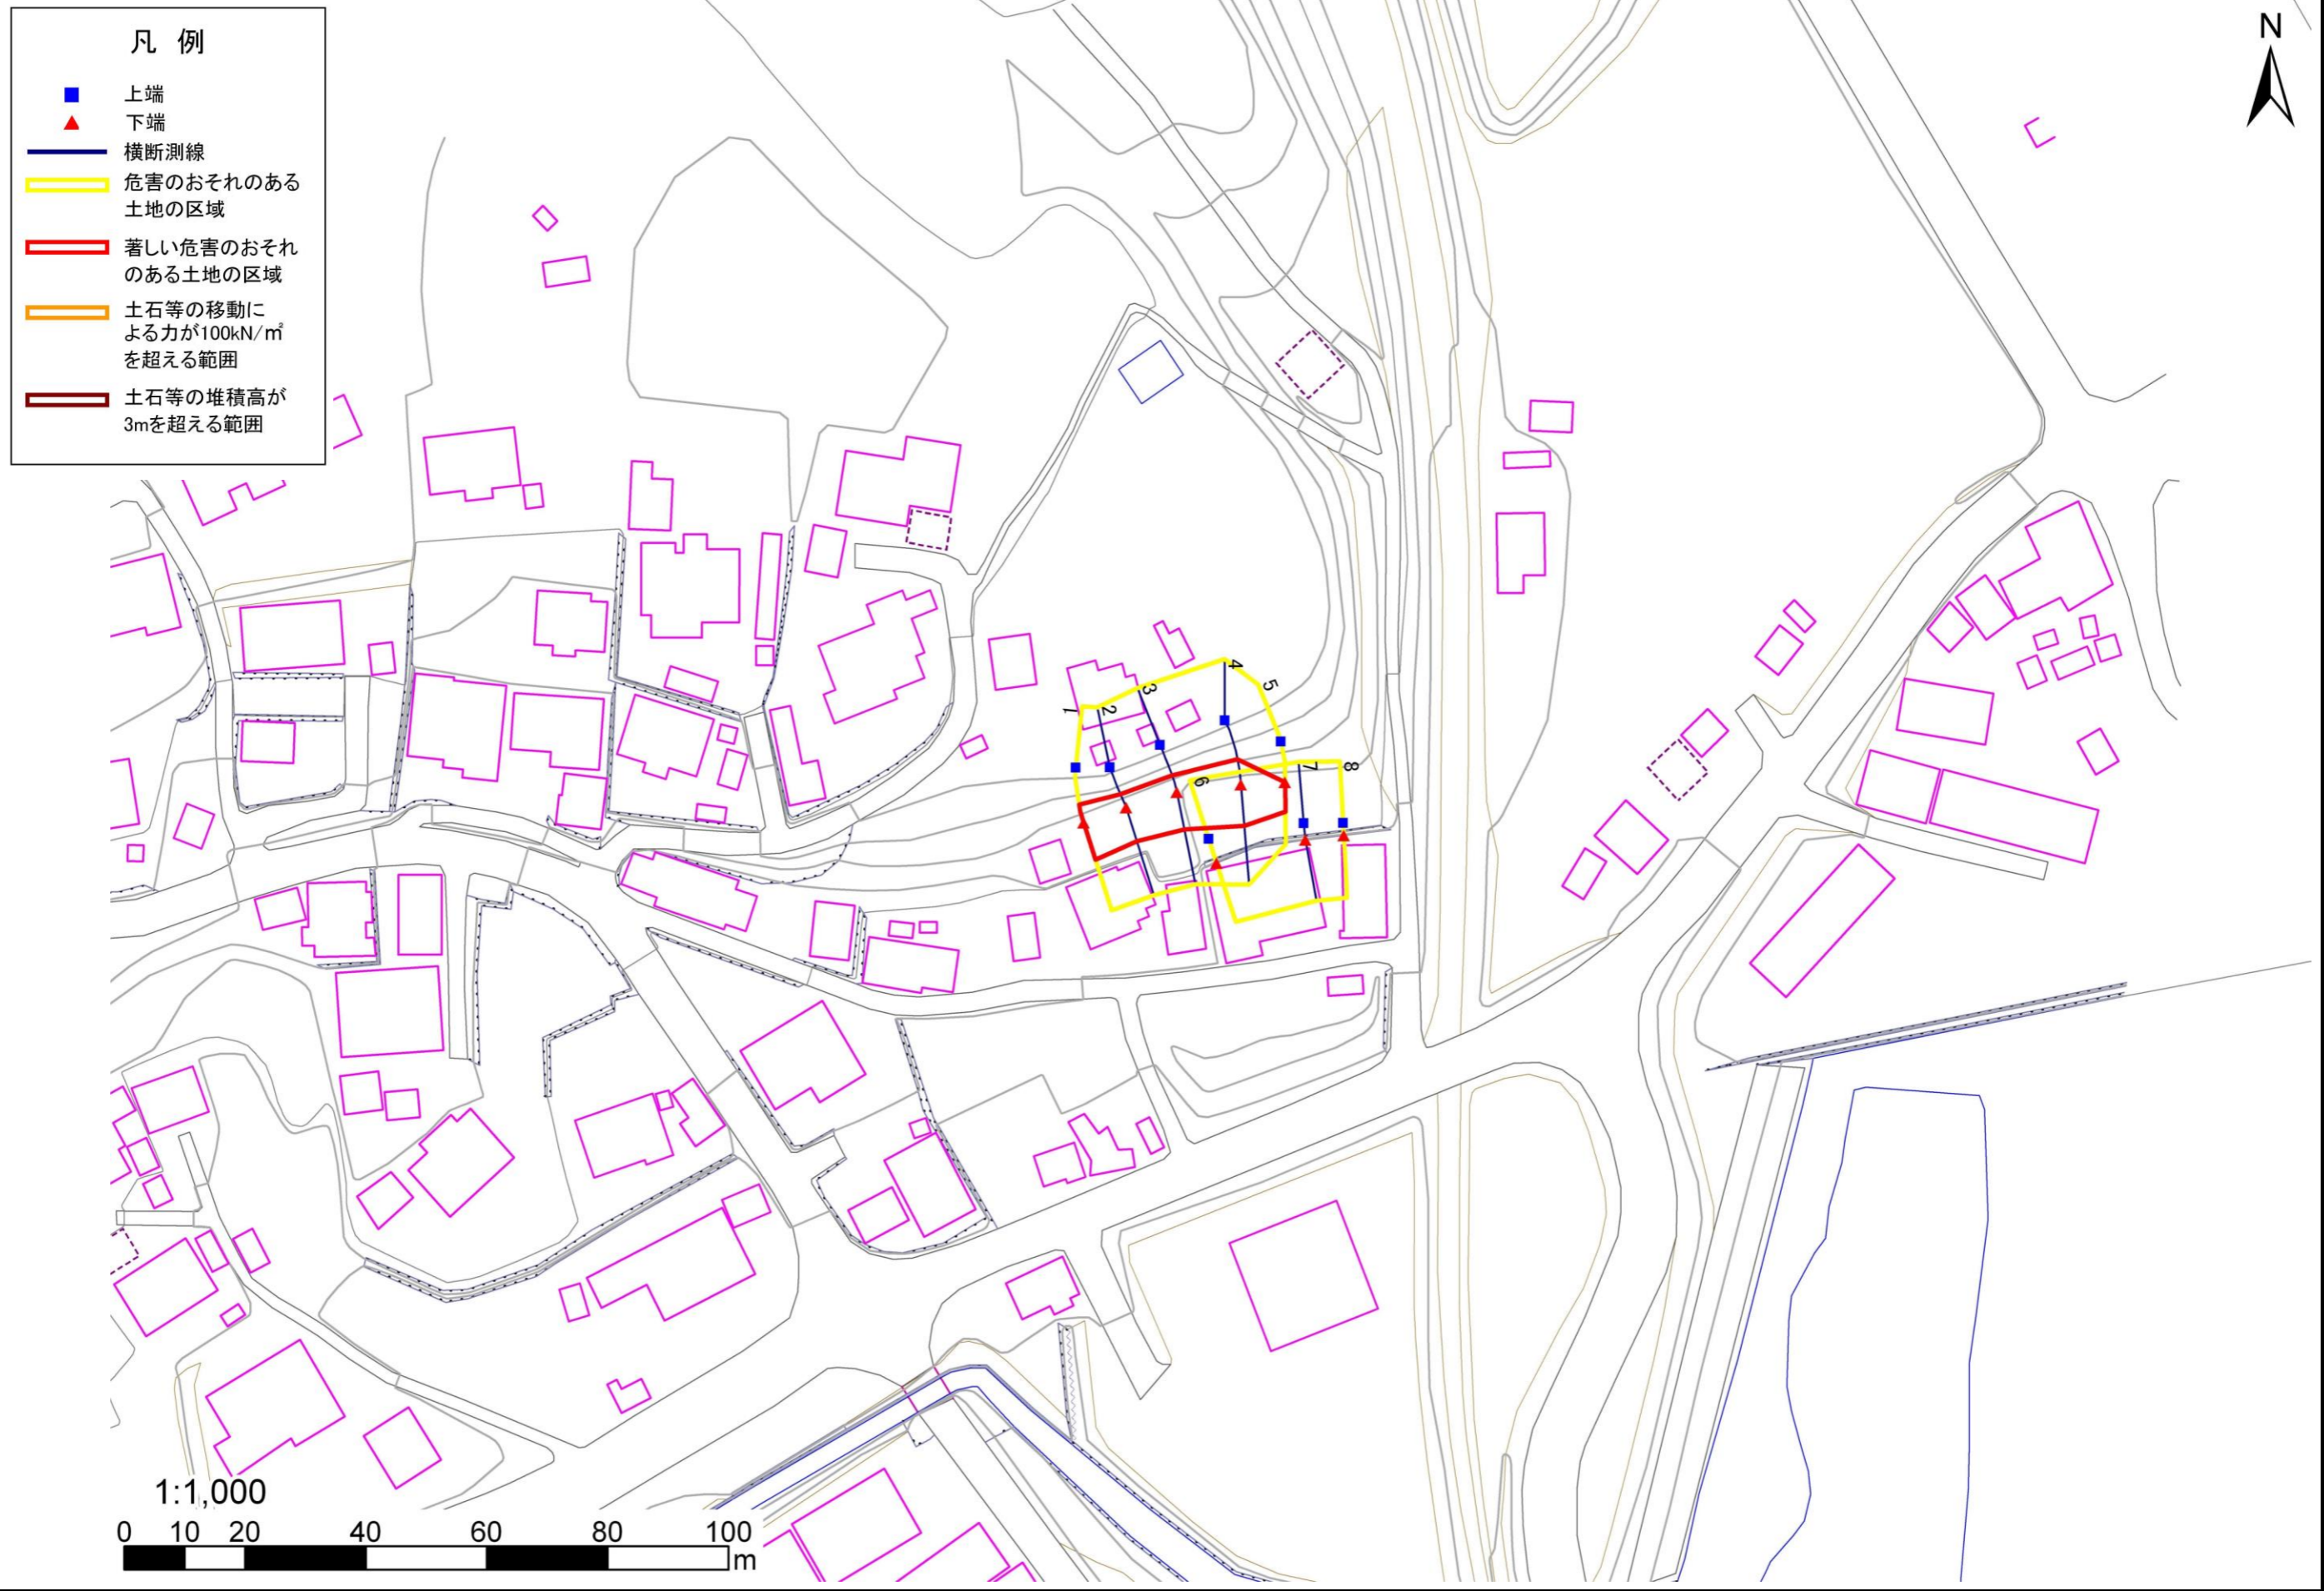 凡 例
上端
下端
横断測線
危害のおそれのある
土地の区域
著しい危害のおそれ
のある土地の区域
土石等の移動に
よる力が100kN/㎡
を超える範囲
土石等の堆積高が
3mを超える範囲
N
4
5
3
1
2
6
7
8
1:1,000
0 10 20 40 60 80 100
m